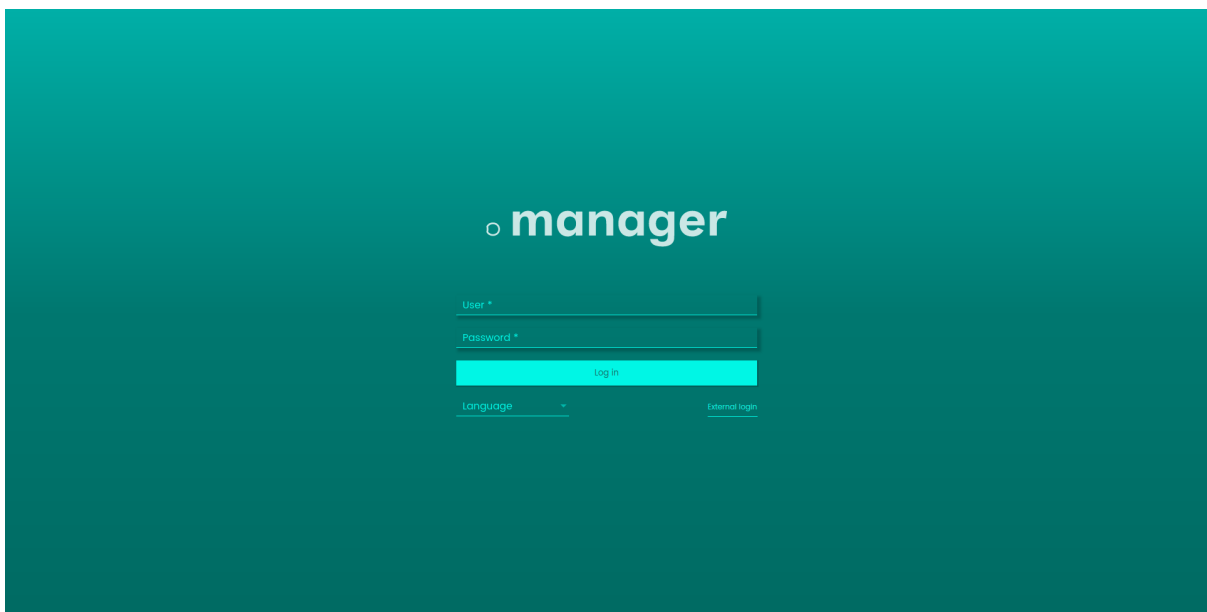 manager
User *
Password *
Log in
Language
External login